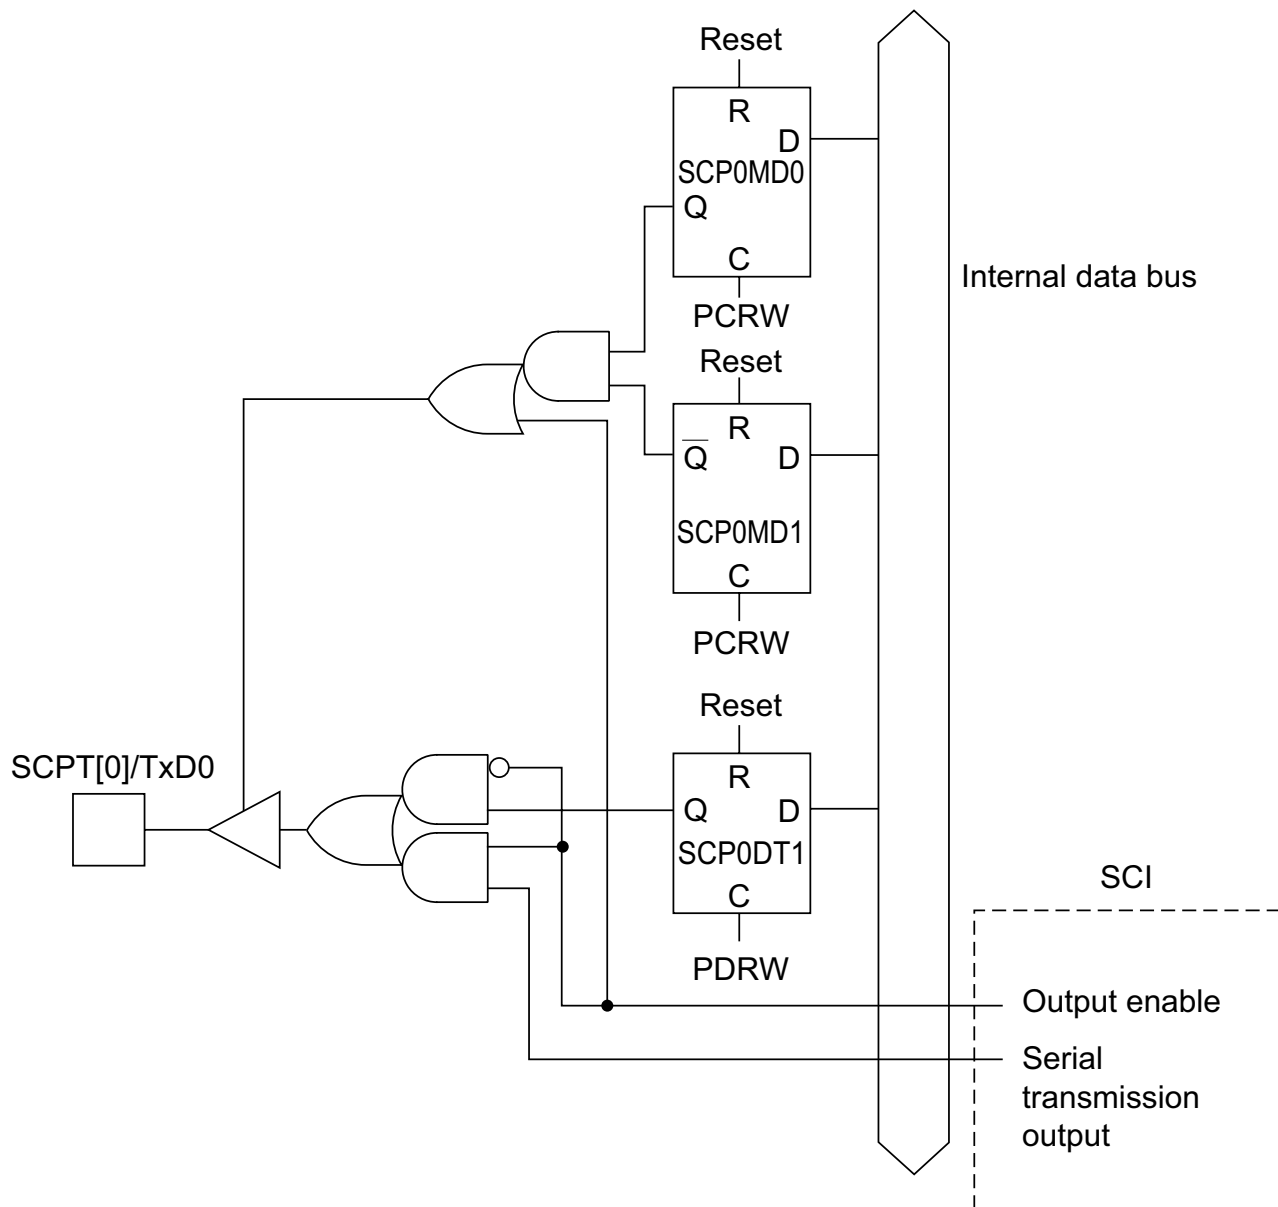 Reset
R
D
SCP0MD0
Q
C
PCRW
Internal data bus
Reset
R
Q̅
D
SCP0MD1
C
PCRW
Reset
SCPT[0]/TxD0
R
Q
D
SCP0DT1
C
PDRW
SCI
Output enable
Serial
transmission
output